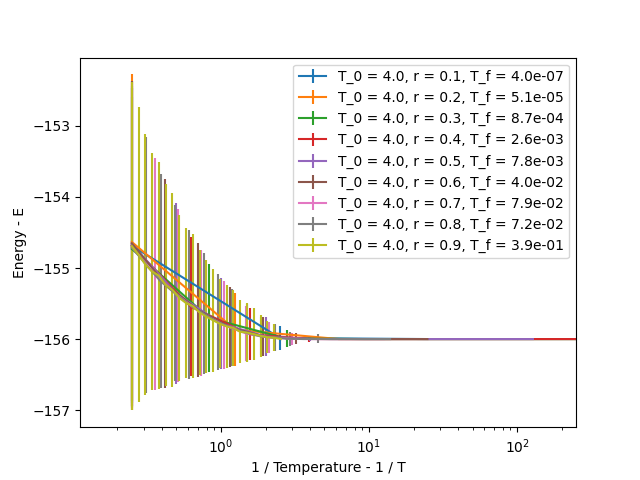 T_0 = 4.0, r = 0.1, T_f = 4.0e-07
T_0 = 4.0, r = 0.2, T_f = 5.1e-05
T_0 = 4.0, r = 0.3, T_f = 8.7e-04
T_0 = 4.0, r = 0.4, T_f = 2.6e-03
T_0 = 4.0, r = 0.5, T_f = 7.8e-03
T_0 = 4.0, r = 0.6, T_f = 4.0e-02
T_0 = 4.0, r = 0.7, T_f = 7.9e-02
T_0 = 4.0, r = 0.8, T_f = 7.2e-02
T_0 = 4.0, r = 0.9, T_f = 3.9e-01
Energy - E
−153
−154
−155
−156
−157
10⁰ 10¹ 10²
1 / Temperature - 1 / T